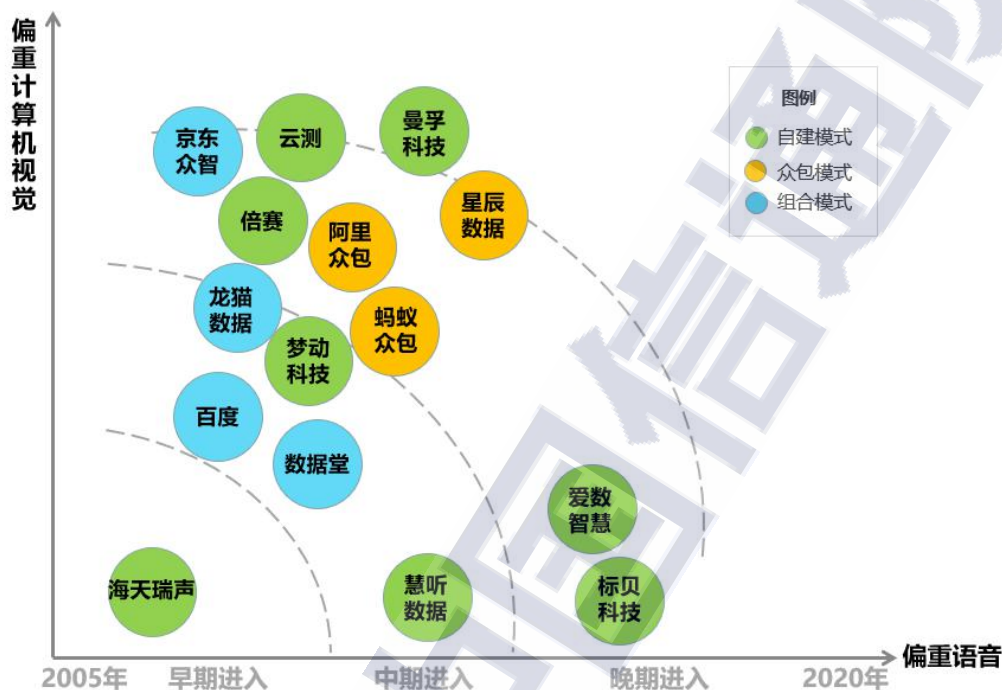 偏重计算机视觉
图例
自建模式
众包模式
组合模式
京东
众智
云测
曼孚
科技
倍赛
阿里
众包
星辰
数据
龙猫
数据
梦动
科技
蚂蚁
众包
百度
数据堂
爱数
智慧
海天瑞声
慧听
数据
标贝
科技
偏重语音
2005年
早期进入
中期进入
晚期进入
2020年
中国信通院